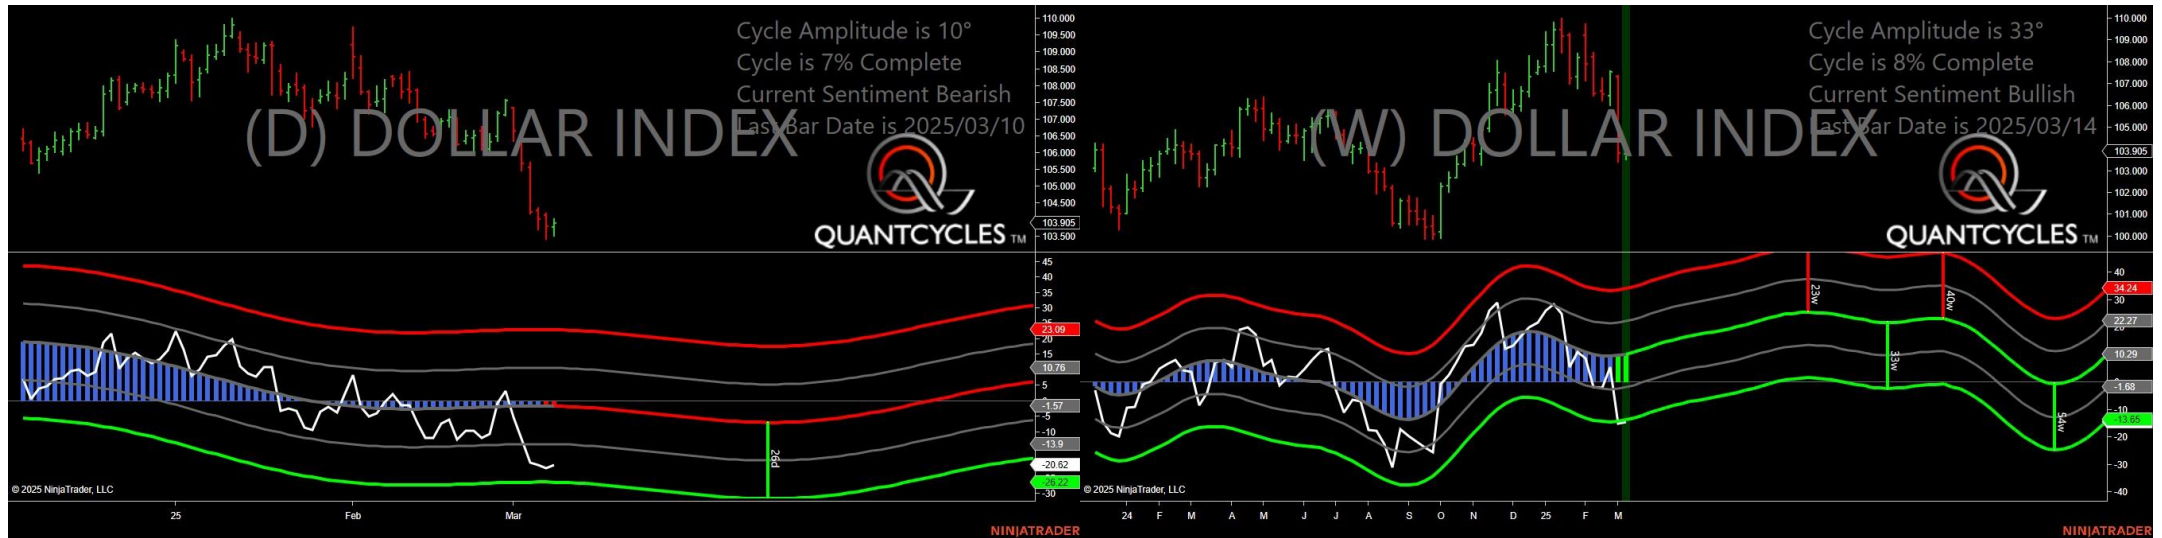 Cycle Amplitude is 10°
Cycle is 7% Complete
Current Sentiment Bearish
Last Bar Date is 2025/03/10
(D) DOLLAR INDEX
QUANTCYCLES TM
110.000
109.500
109.000
108.500
108.000
107.500
107.000
106.500
106.000
105.500
105.000
104.500
103.905
103.500
45
40
35
30
25
23.09
20
15
10.76
5
-1.57
-5
-10
-13.9
-20.62
-26.22
-30
26d
© 2025 NinjaTrader, LLC
25 Feb Mar
NINJATRADER
Cycle Amplitude is 33°
Cycle is 8% Complete
Current Sentiment Bullish
Last Bar Date is 2025/03/14
(W) DOLLAR INDEX
QUANTCYCLES TM
110.000
109.000
108.000
107.000
106.000
105.000
103.905
103.000
102.000
101.000
100.000
40
34.24
30
22.27
10.29
-1.68
-10
-13.65
-20
-30
-40
23w
33w
40w
54w
© 2025 NinjaTrader, LLC
24 F M A M J J A S O N D 25 F M
NINJATRADER